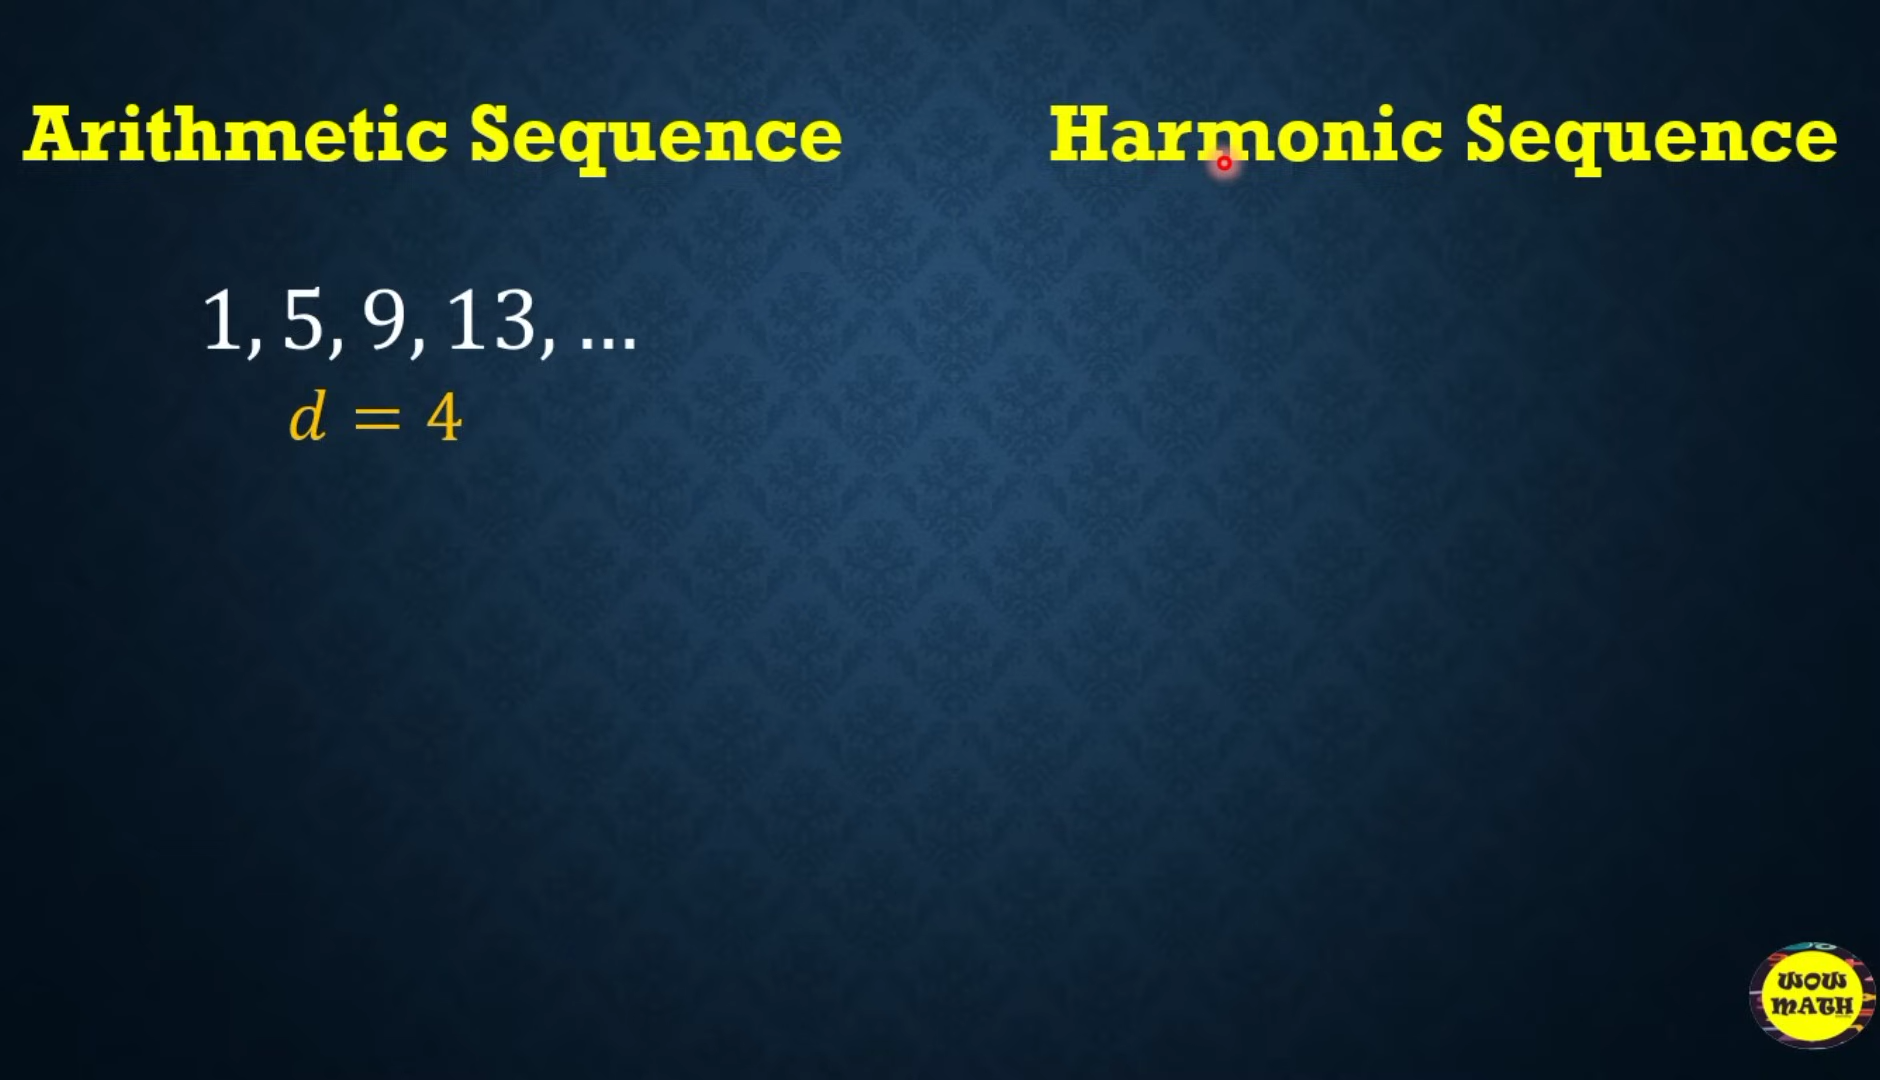 Arithmetic Sequence
Harmonic Sequence
1, 5, 9, 13, ...
d = 4
WOW
MATH